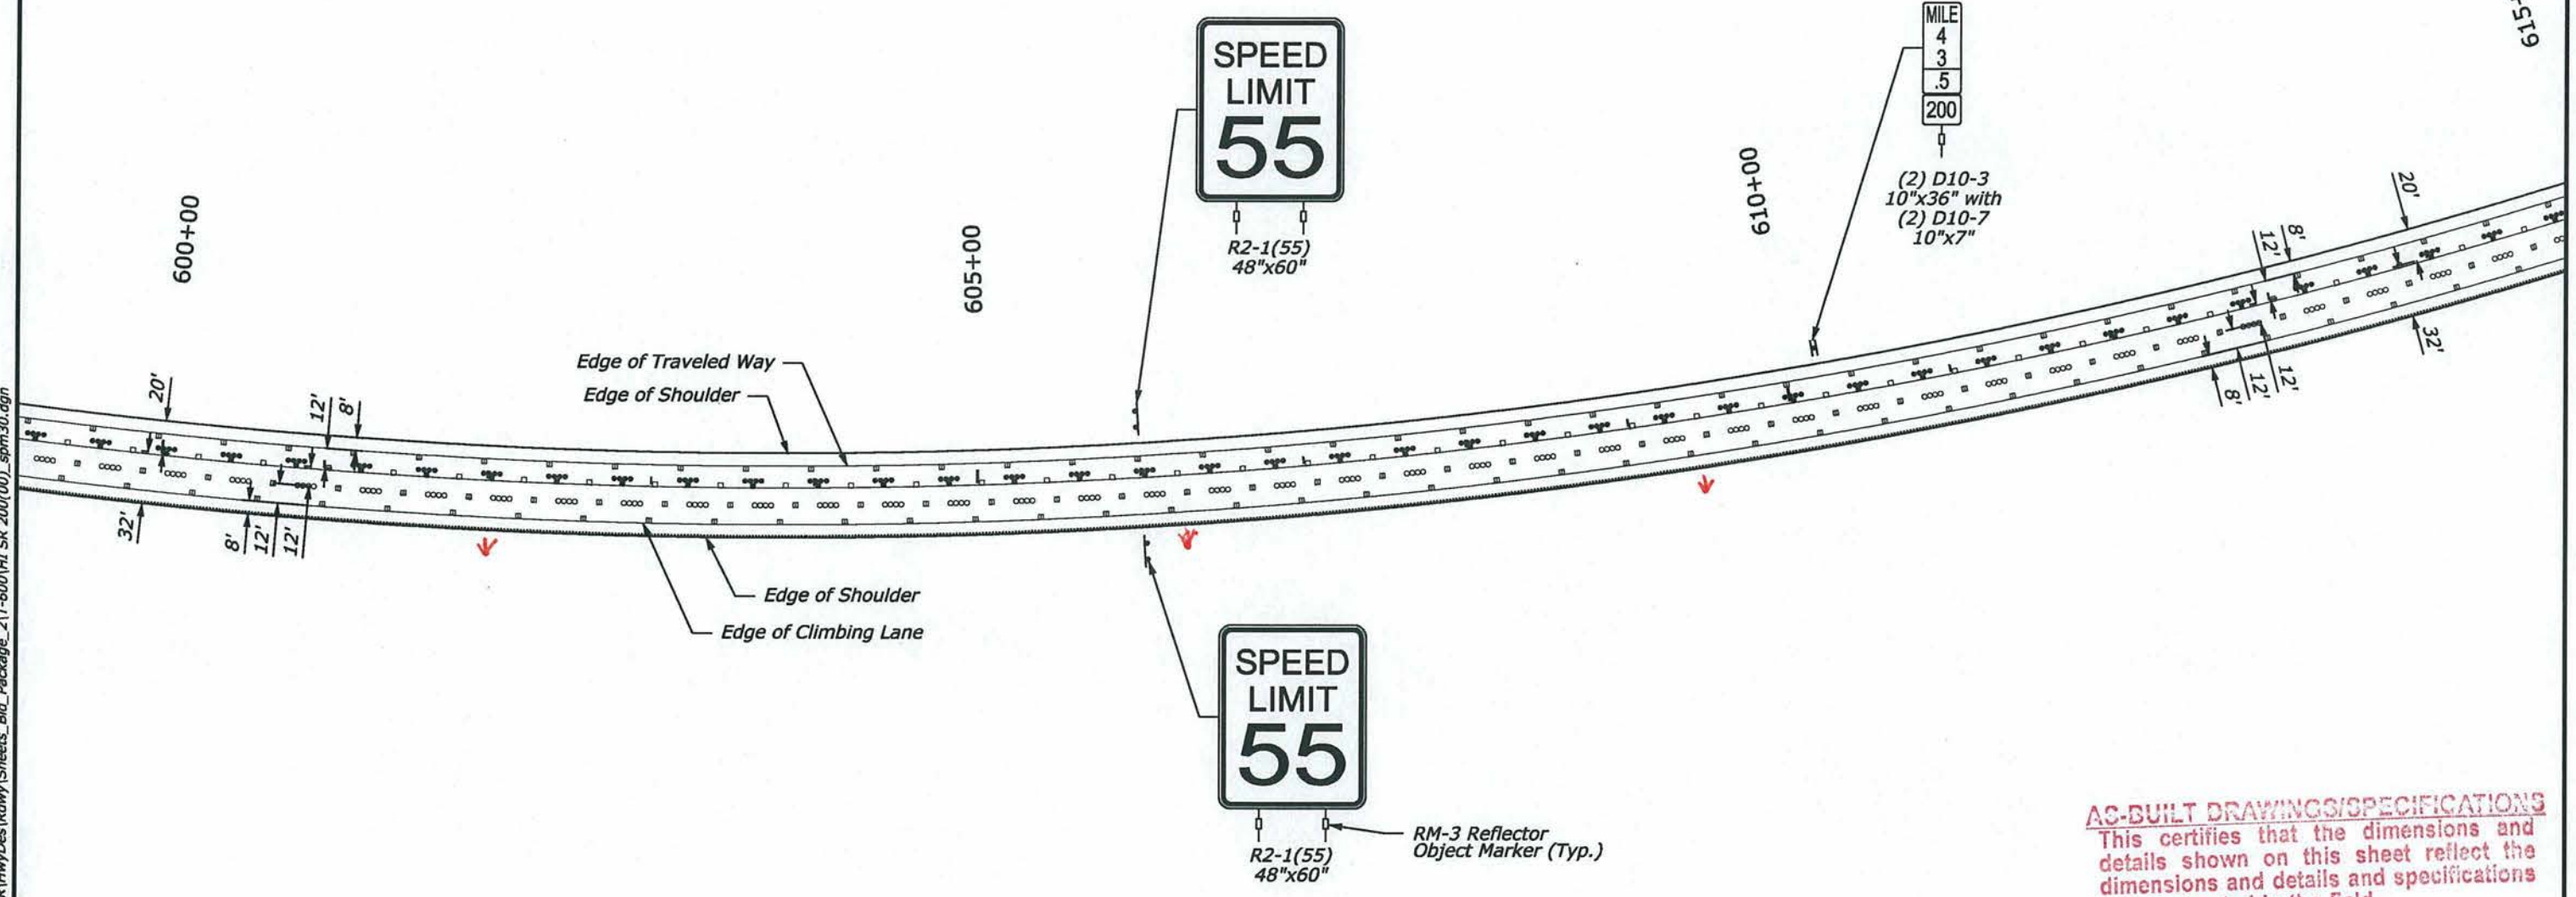 SPEED
LIMIT
55
R2-1(55)
48"x60"
MILE
4
3
.5
200
(2) D10-3
10"x36" with
(2) D10-7
10"x7"
600+00
605+00
610+00
615+
Edge of Traveled Way
Edge of Shoulder
20'
12'
8'
32'
8'
12'
12'
20'
8'
12'
32'
12'
12'
8'
Edge of Shoulder
Edge of Climbing Lane
SPEED
LIMIT
55
R2-1(55)
48"x60"
RM-3 Reflector
Object Marker (Typ.)
AS-BUILT DRAWINGS/SPECIFICATIONS
This certifies that the dimensions and
details shown on this sheet reflect the
dimensions and details and specifications